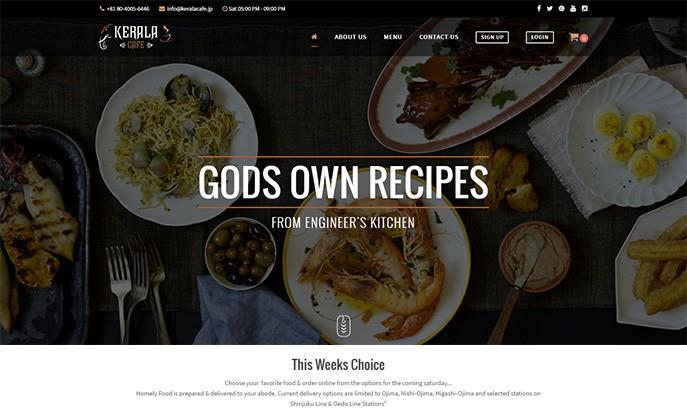 +81 80-4005-6446 info@keralacafe.jp Sat 05:00 PM - 09:00 PM
KERALA
CAFE
ABOUT US MENU CONTACT US SIGN UP LOGIN 0
GODS OWN RECIPES
FROM ENGINEER'S KITCHEN
This Weeks Choice
Choose your favorite food & order online from the options for the coming saturday...
Homely Food is prepared & delivered to your abode. Current delivery options are limited to Ojima, Nishi-Ojima, Higashi-Ojima and selected stations on
Shinjuku Line & Oedo Line Stations"